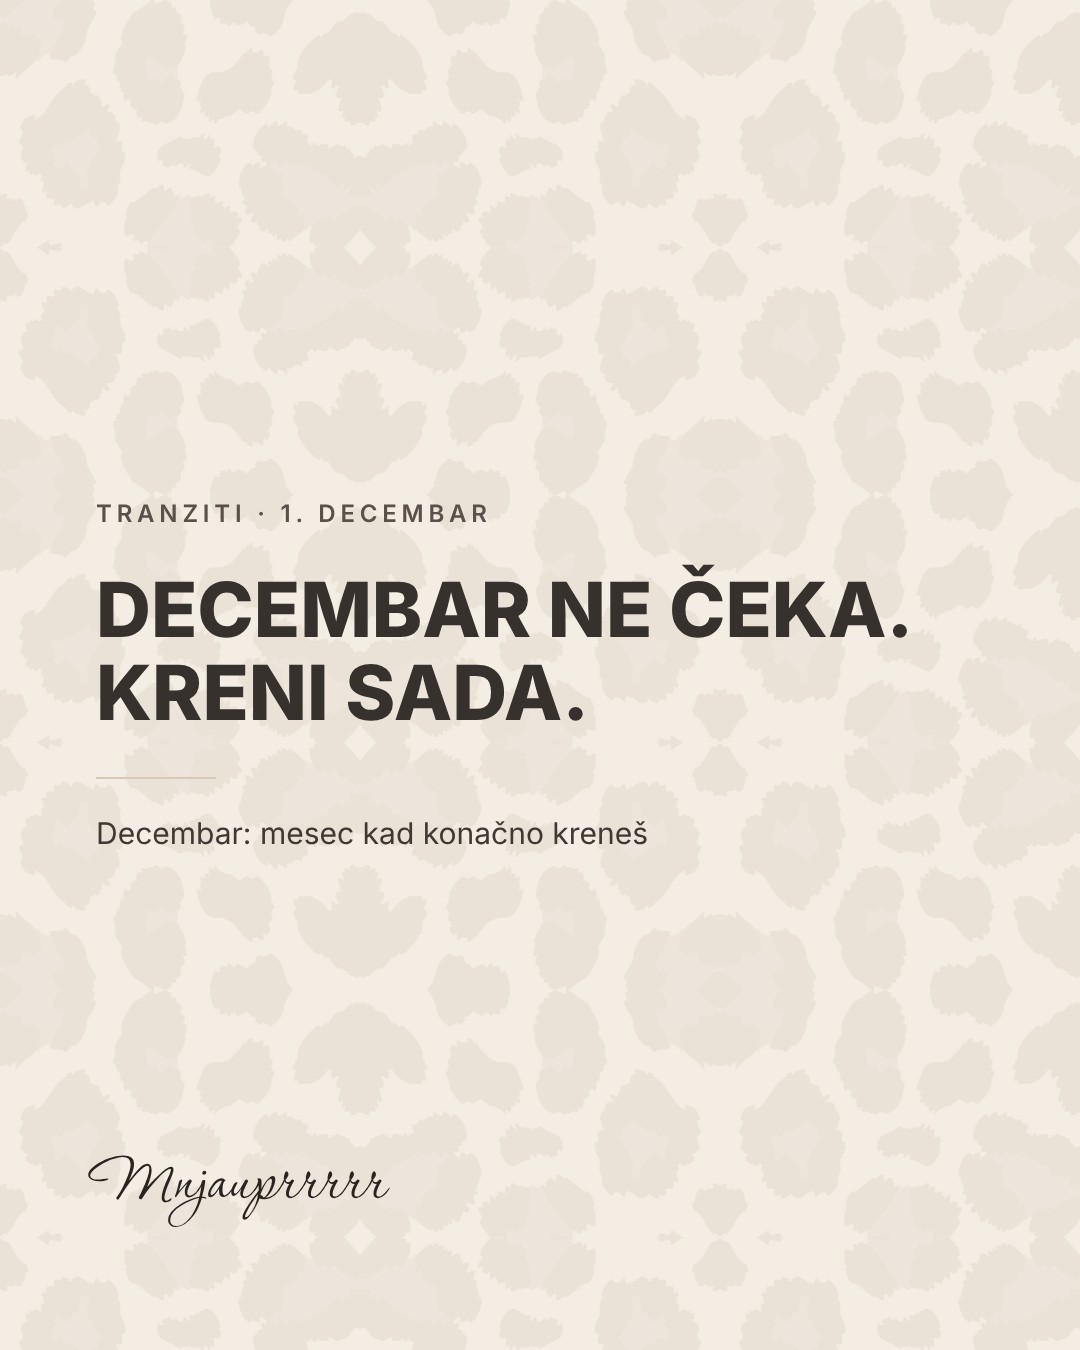 TRANZITI · 1. DECEMBAR
DECEMBAR NE ČEKA.
KRENI SADA.
Decembar: mesec kad konačno kreneš
Mnjauprrrrr